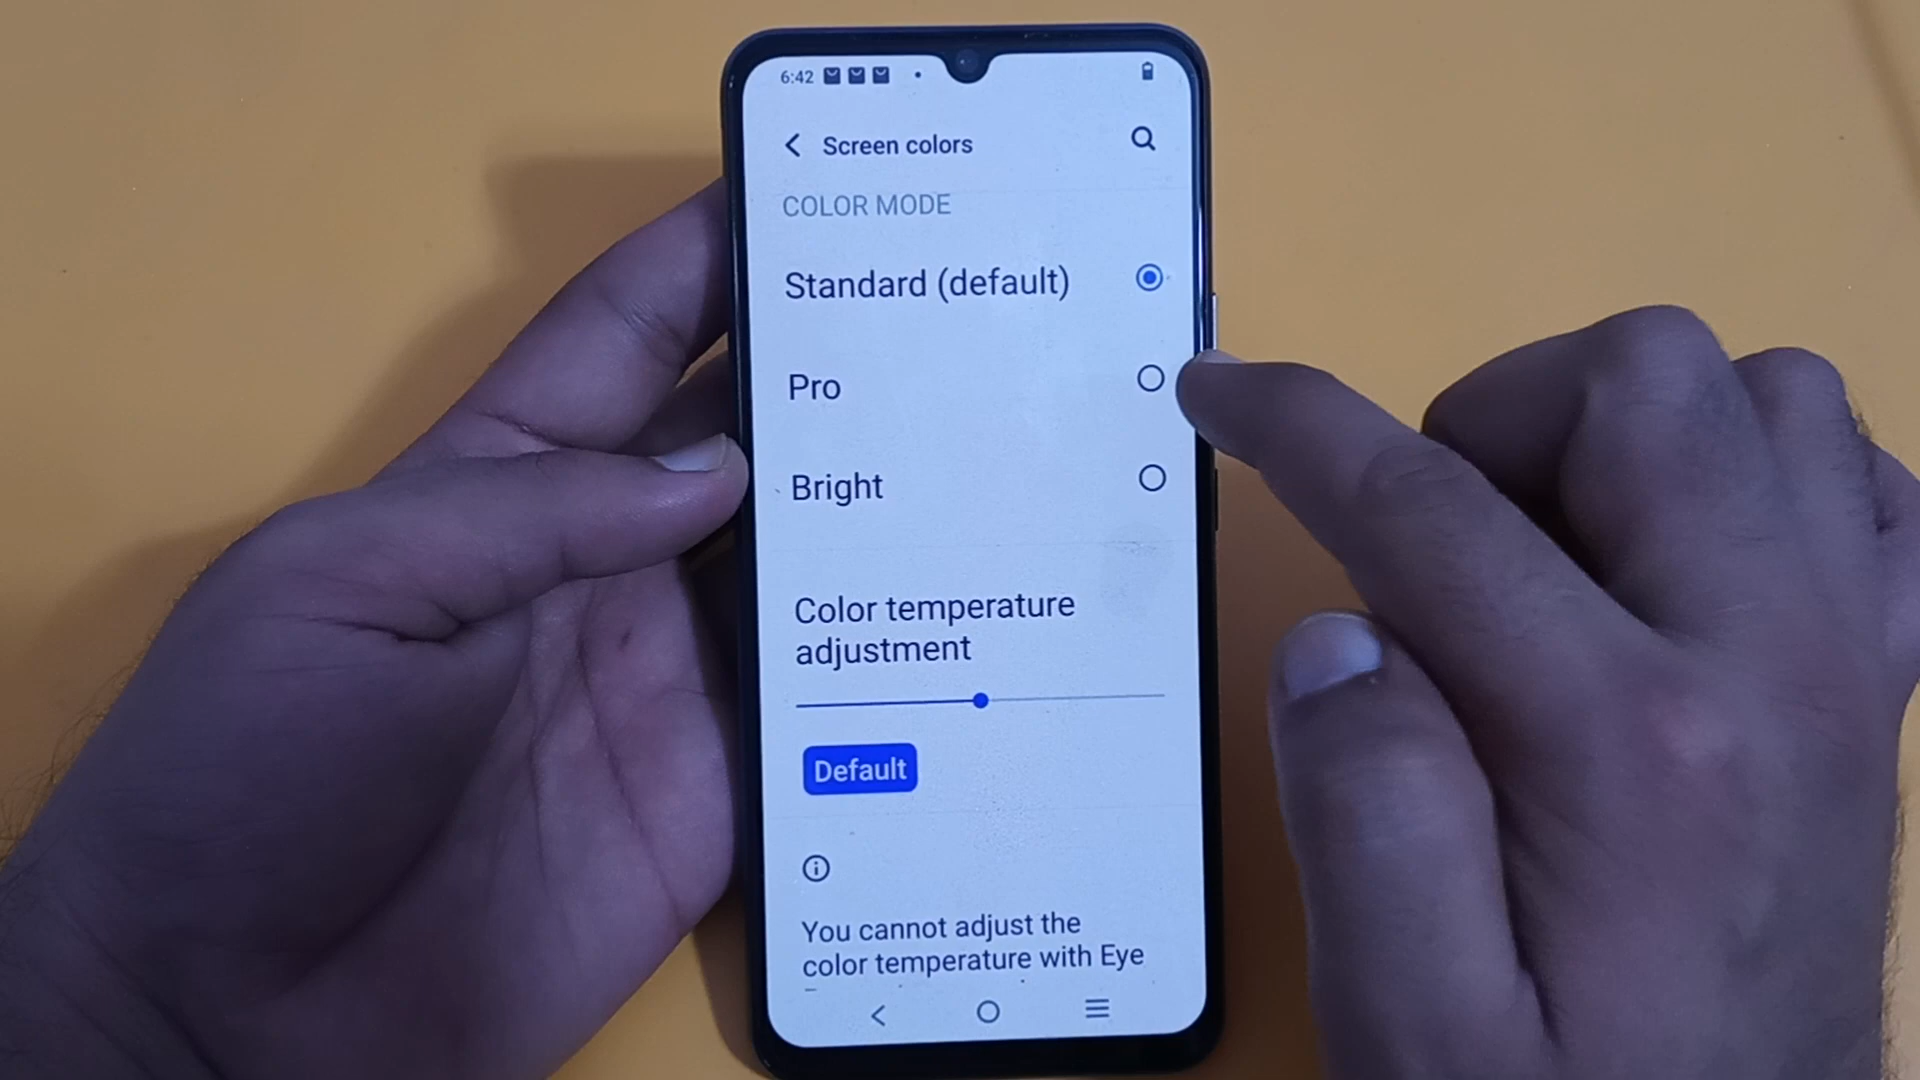 6:42
Screen colors
COLOR MODE
Standard (default)
Pro
Bright
Color temperature
adjustment
Default
You cannot adjust the
color temperature with Eye